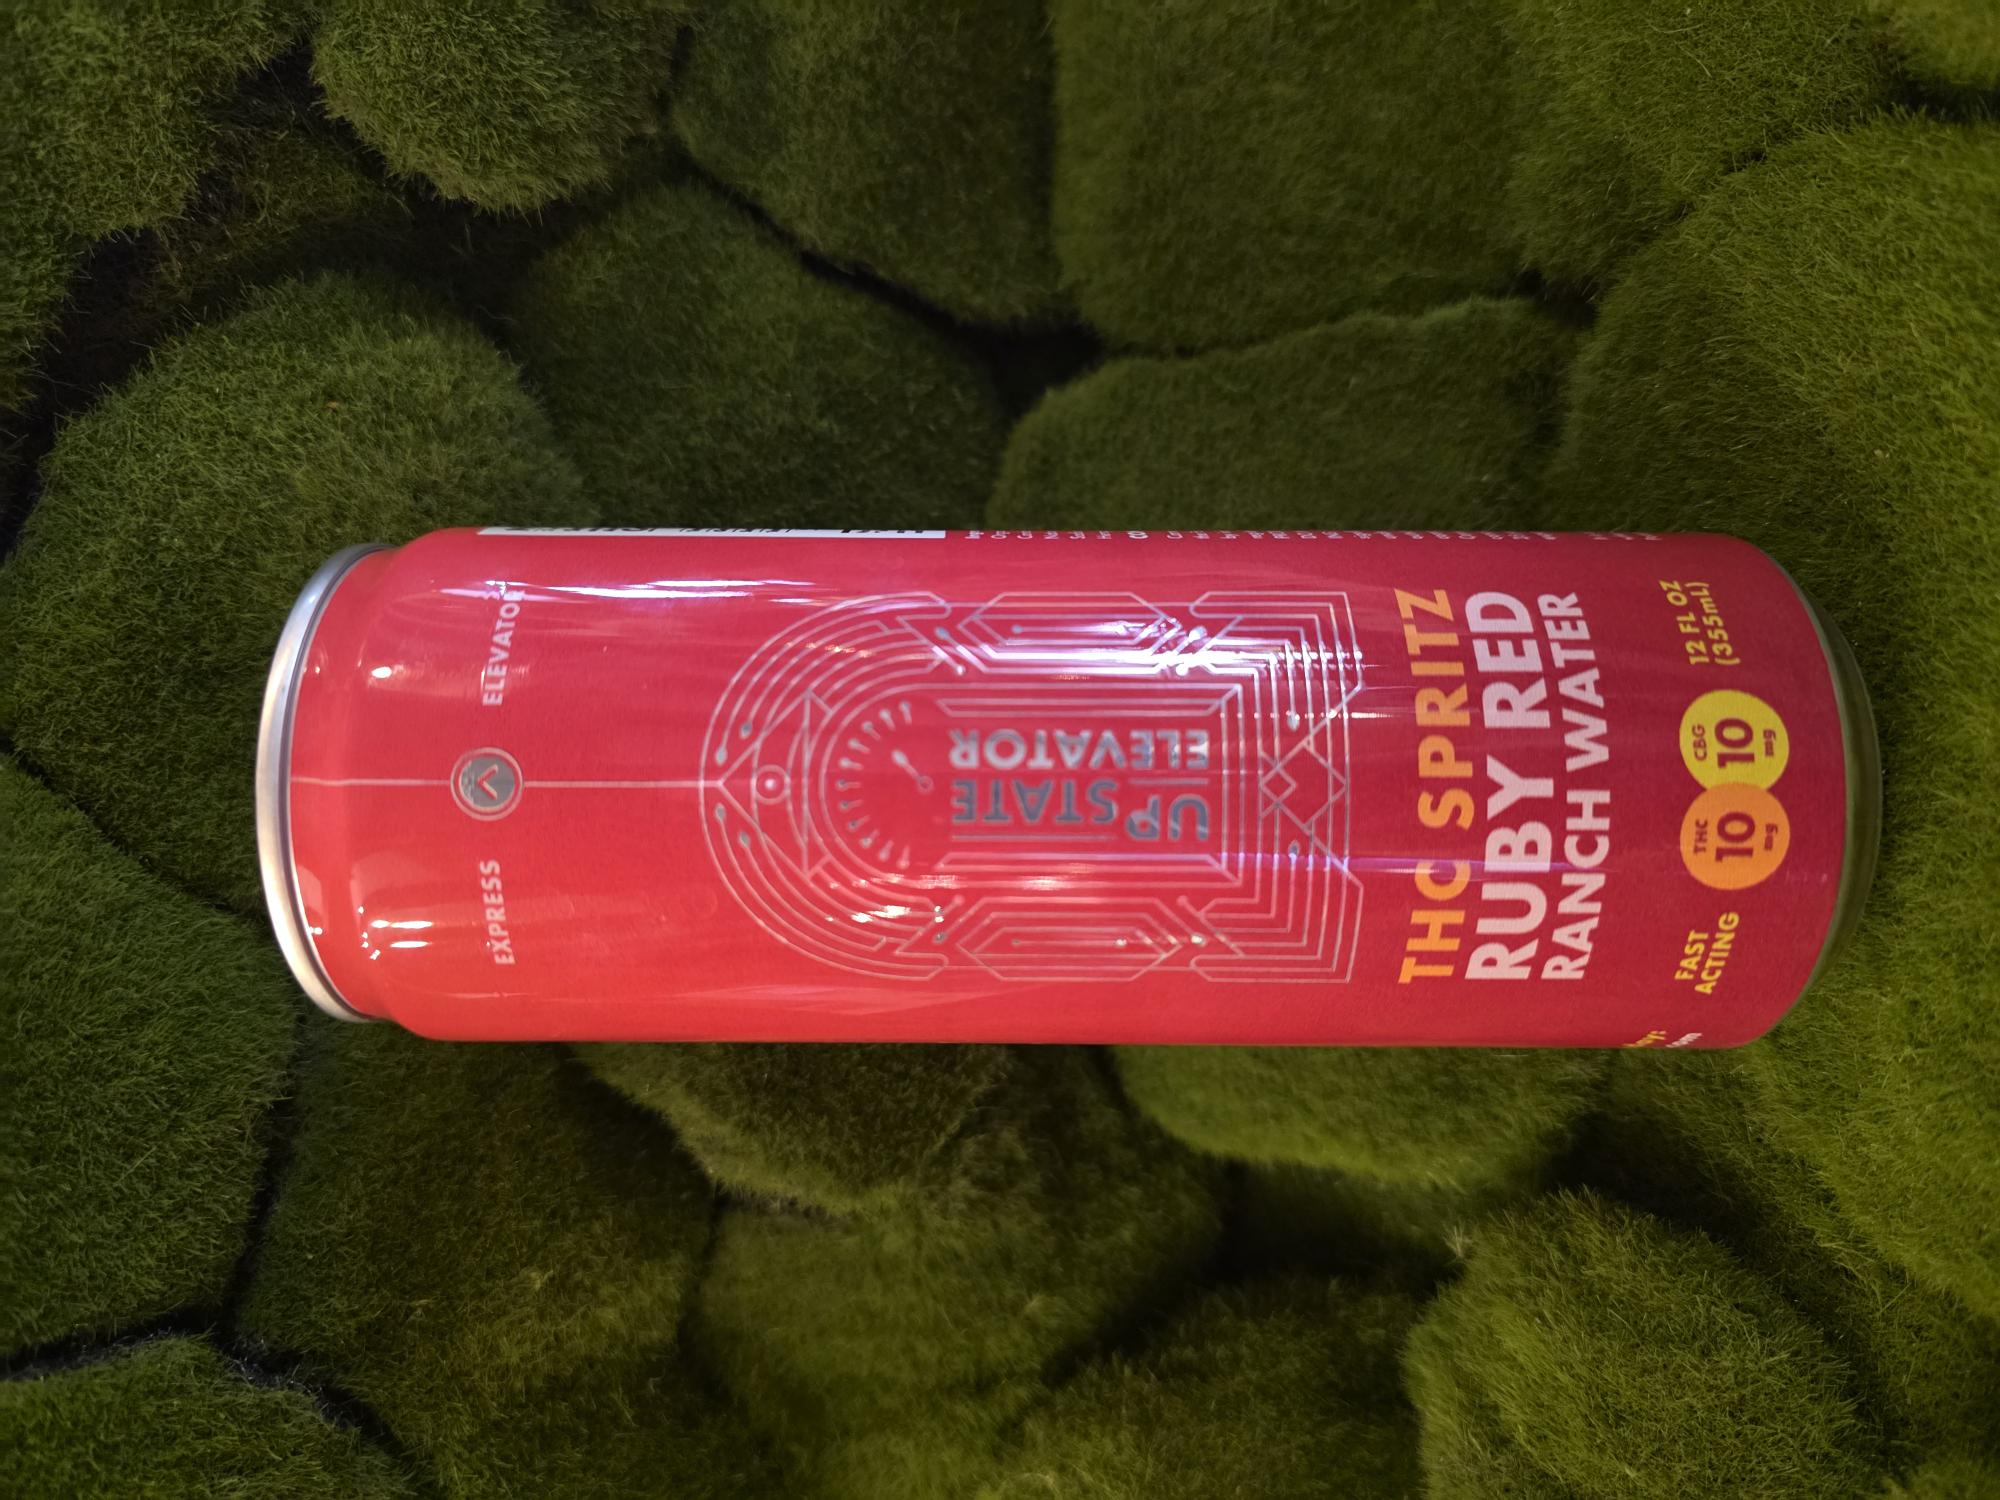 EXPRESS ELEVATOR
UP STATE
ELEVATOR
THC SPRITZ
RUBY RED
RANCH WATER
FAST
ACTING
THC
10
mg
CBG
10
mg
12 FL OZ
(355mL)